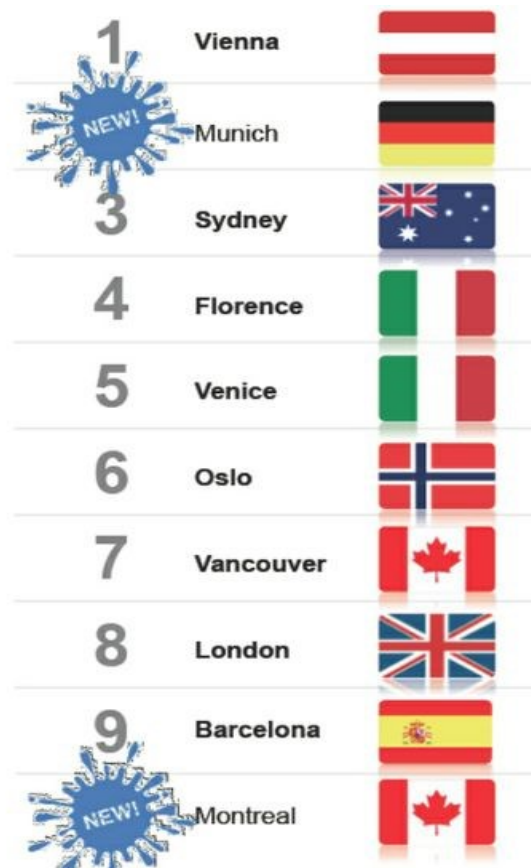 1 Vienna
NEW! Munich
3 Sydney
4 Florence
5 Venice
6 Oslo
7 Vancouver
8 London
9 Barcelona
NEW! Montreal